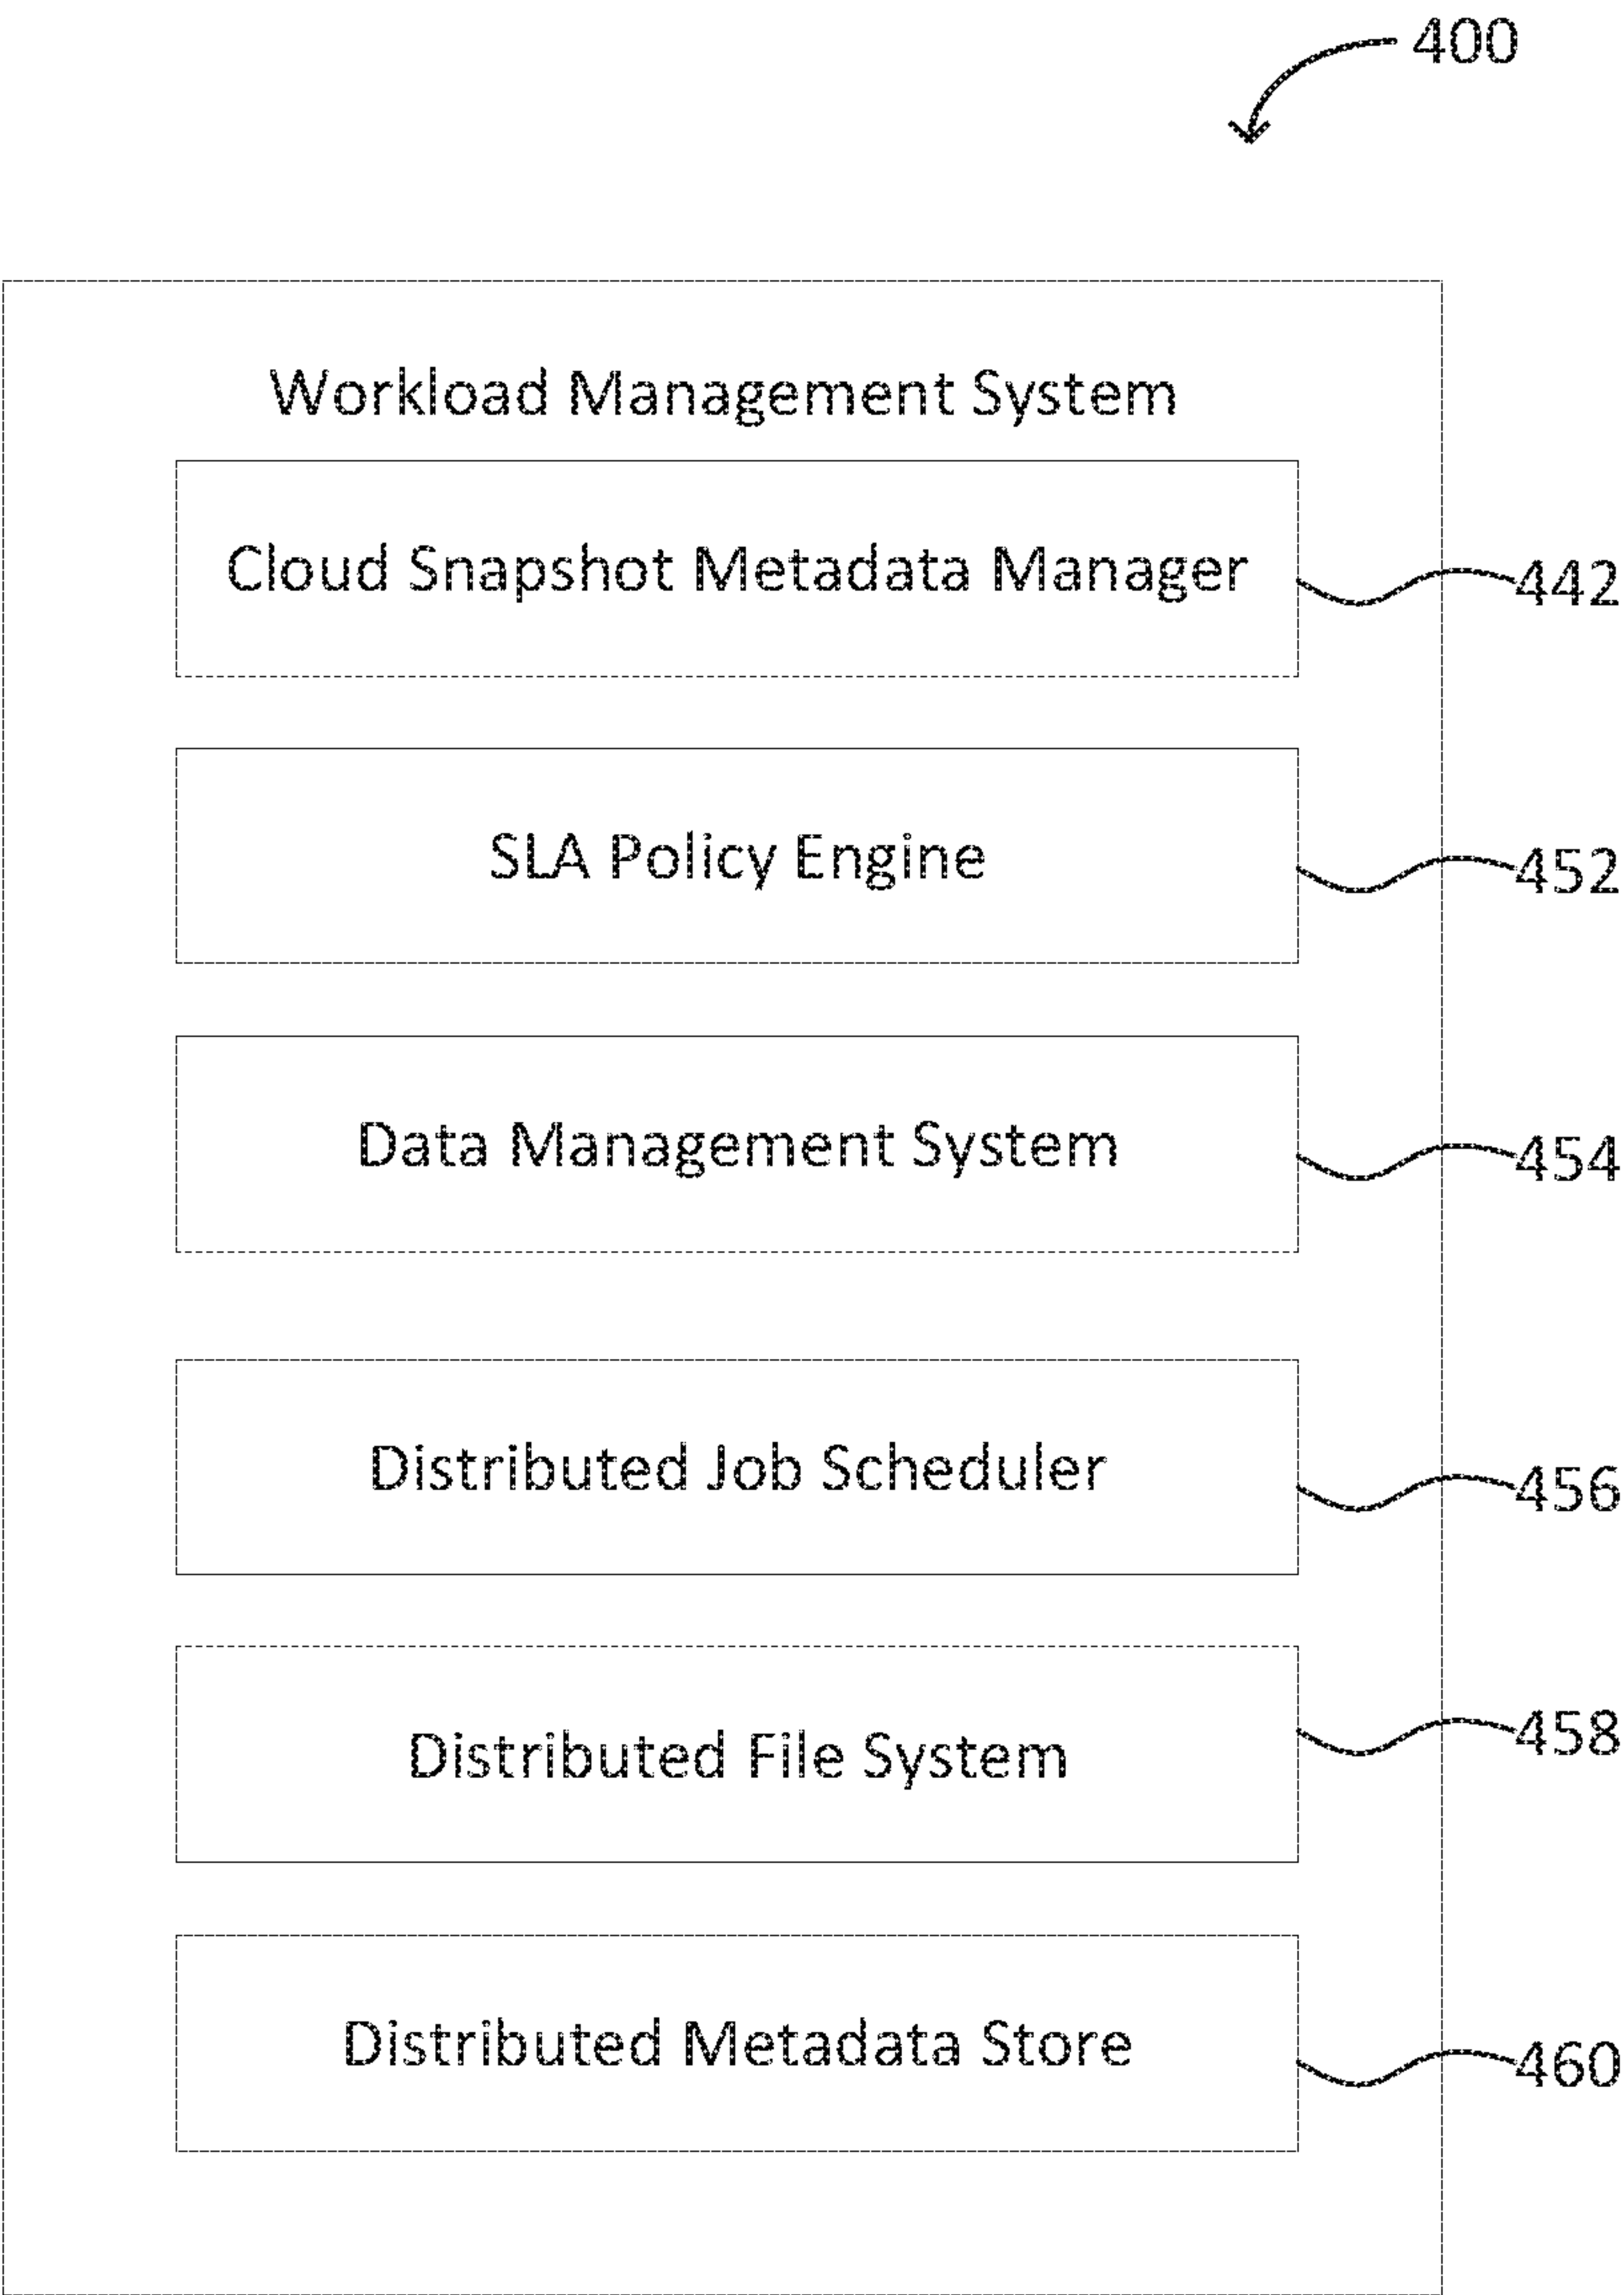 400
Workload Management System
Cloud Snapshot Metadata Manager
442
SLA Policy Engine
452
Data Management System
454
Distributed Job Scheduler
456
Distributed File System
458
Distributed Metadata Store
460